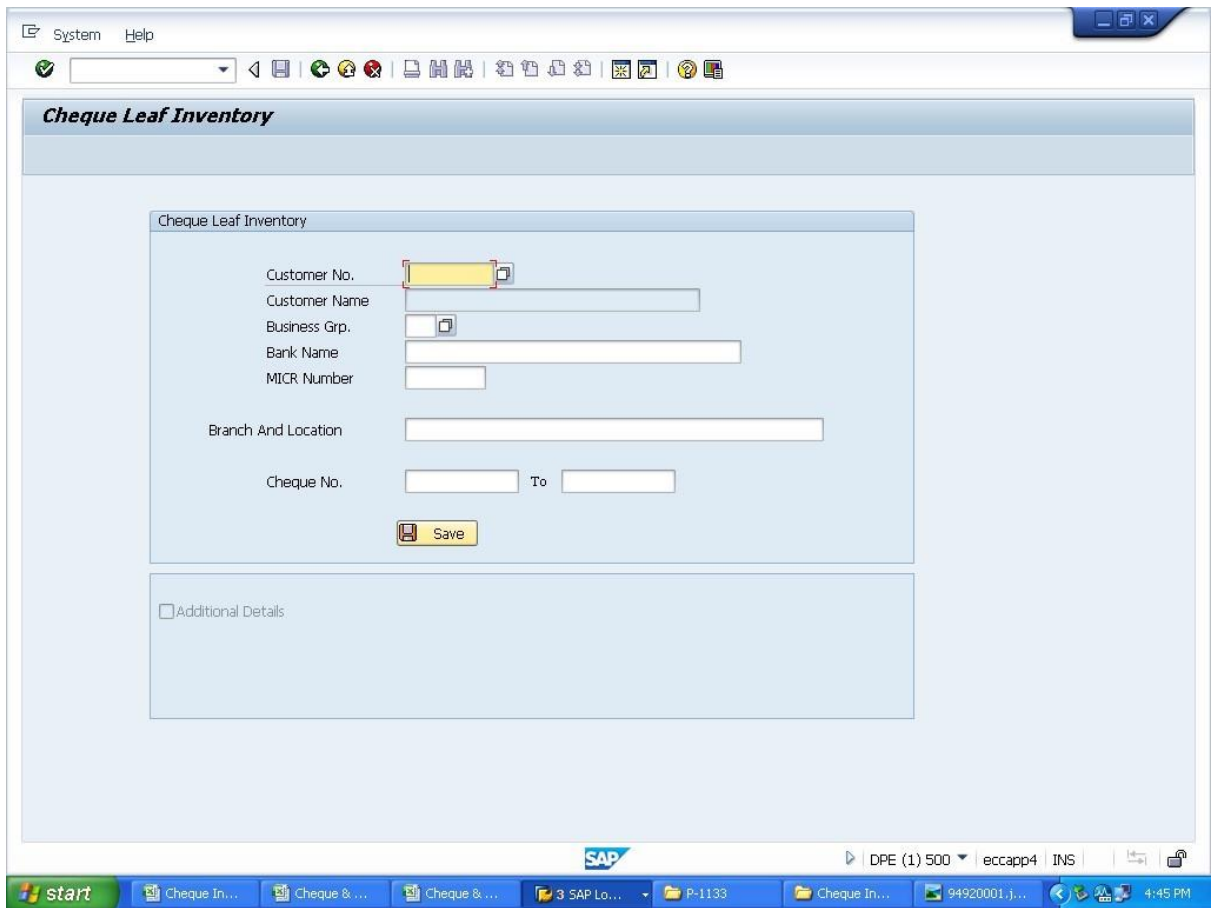 System Help
Cheque Leaf Inventory
Cheque Leaf Inventory
Customer No.
Customer Name
Business Grp.
Bank Name
MICR Number
Branch And Location
Cheque No. To
Save
Additional Details
SAP DPE (1) 500 eccapp4 INS
start Cheque In... Cheque & ... Cheque & ... 3 SAP Lo... P-1133 Cheque In... 94920001.j... 4:45 PM